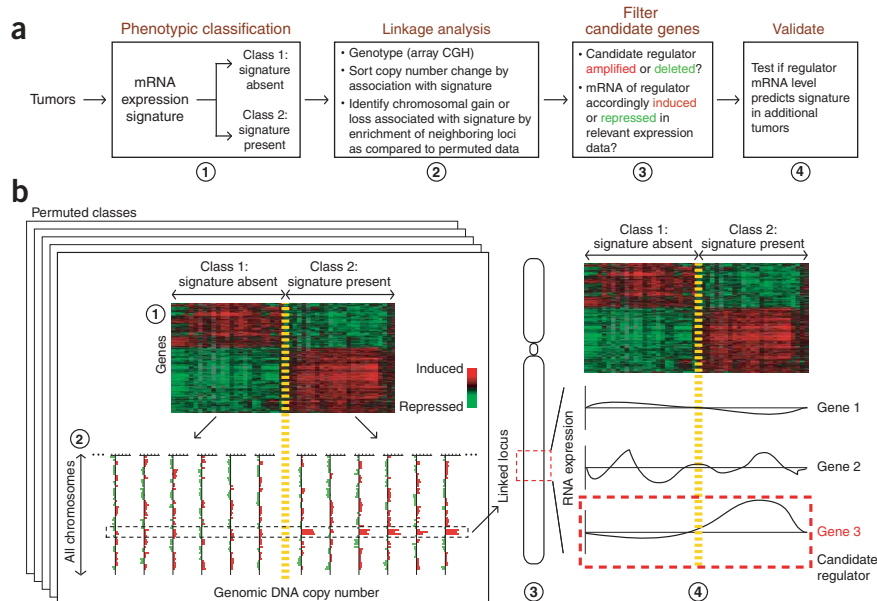 a
Phenotypic classification
Linkage analysis
Filter
candidate genes
Validate
Tumors
mRNA
expression
signature
Class 1:
signature
absent
Class 2:
signature
present
• Genotype (array CGH)
• Sort copy number change by
association with signature
• Identify chromosomal gain or
loss associated with signature by
enrichment of neighboring loci
as compared to permuted data
• Candidate regulator
amplified or deleted?
• mRNA of regulator
accordingly induced
or repressed in
relevant expression
data?
Test if regulator
mRNA level
predicts signature
in additional
tumors
1
2
3
4
b
Permuted classes
Class 1:
signature absent
Class 2:
signature present
1
Genes
Induced
Repressed
2
All chromosomes
Genomic DNA copy number
Linked locus
3
Class 1:
signature absent
Class 2:
signature present
RNA expression
Gene 1
Gene 2
Gene 3
Candidate
regulator
4